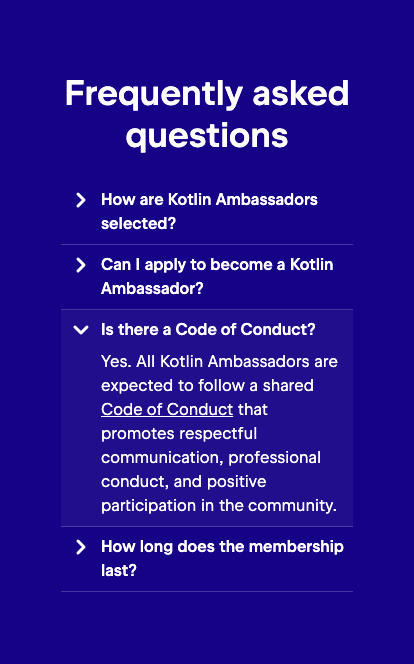 Frequently asked
questions
How are Kotlin Ambassadors
selected?
Can I apply to become a Kotlin
Ambassador?
Is there a Code of Conduct?
Yes. All Kotlin Ambassadors are
expected to follow a shared
Code of Conduct that
promotes respectful
communication, professional
conduct, and positive
participation in the community.
How long does the membership
last?